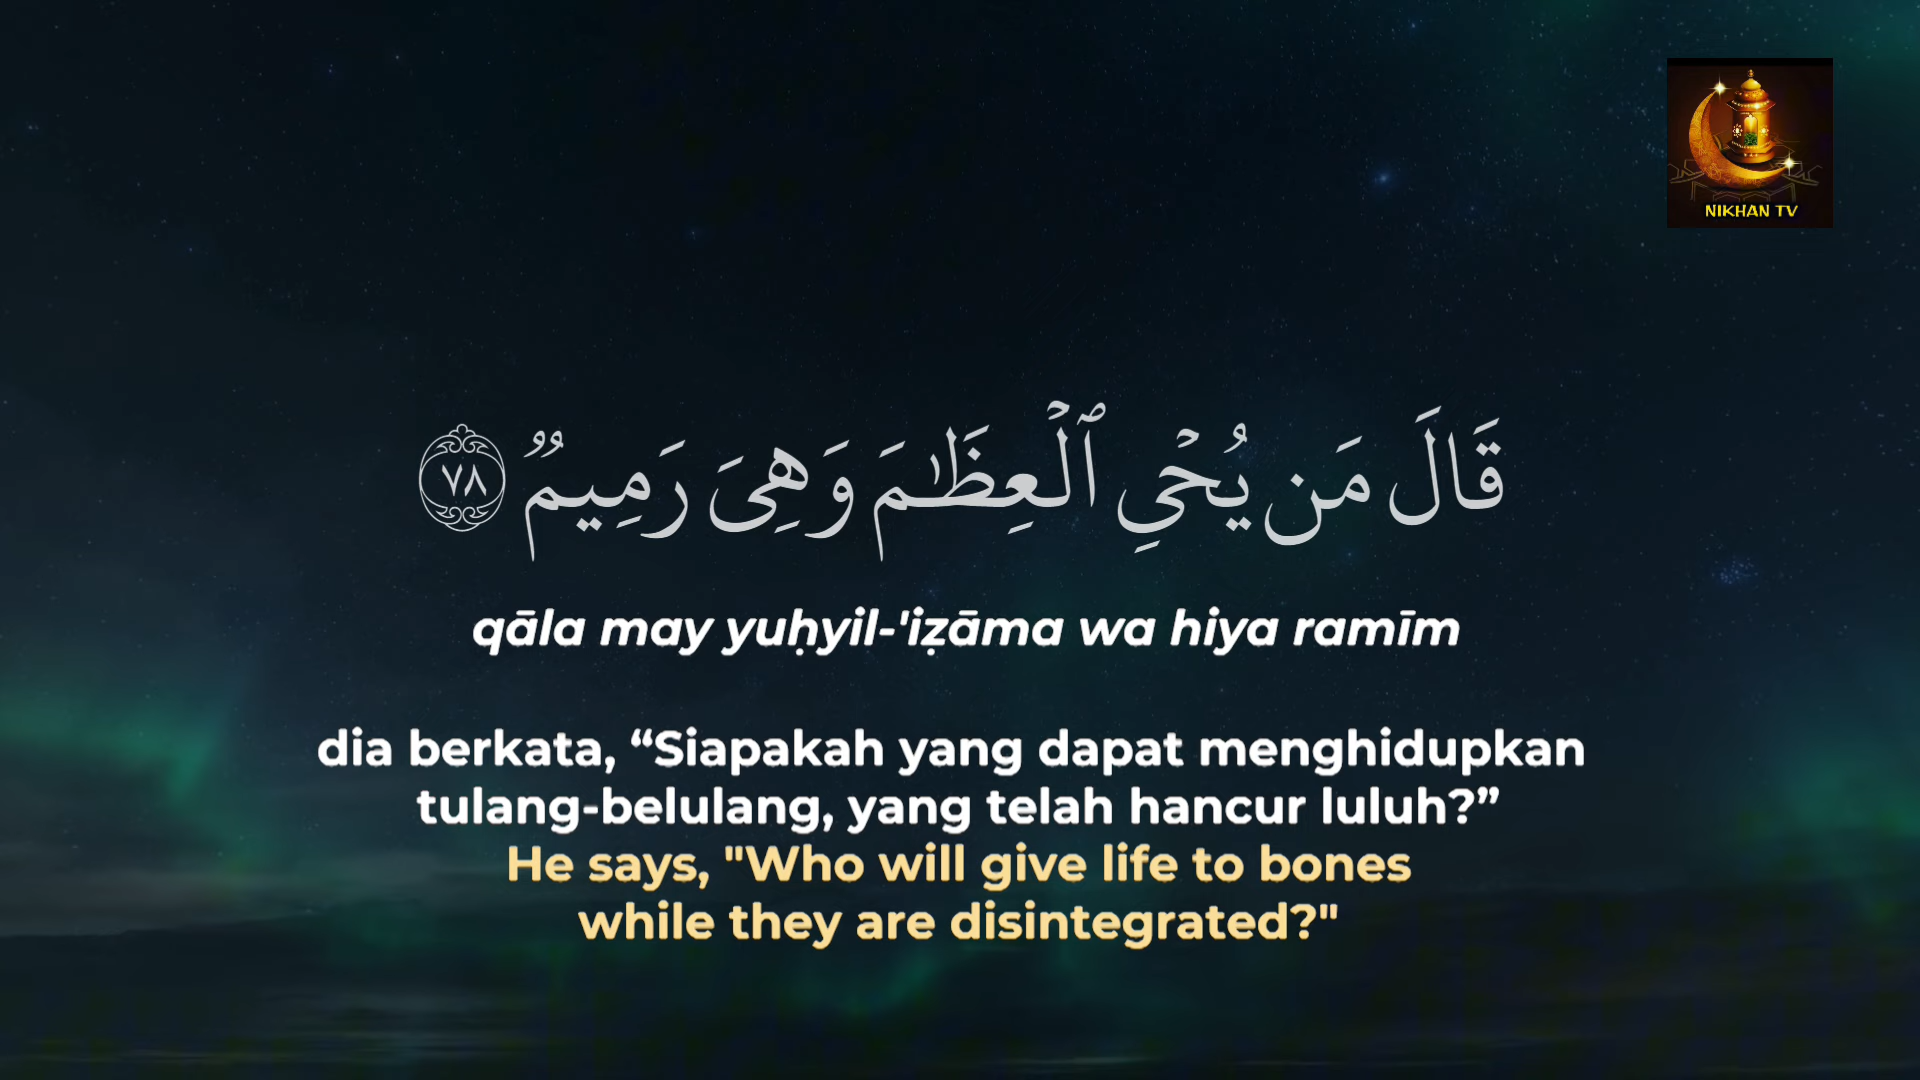 NIKHAN TV
قَالَ مَن يُحْيِ ٱلْعِظَٰمَ وَهِىَ رَمِيمٌ ٧٨
qāla may yuḥyil-'iẓāma wa hiya ramīm
dia berkata, “Siapakah yang dapat menghidupkan
tulang-belulang, yang telah hancur luluh?”
He says, "Who will give life to bones
while they are disintegrated?"